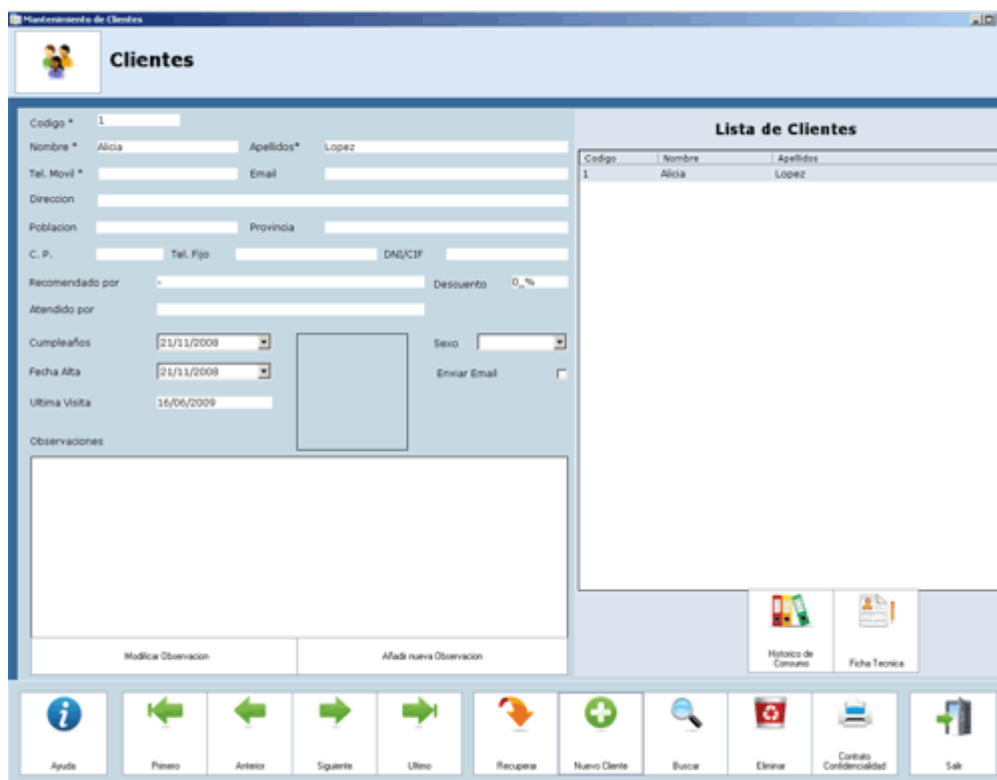 Mantenimiento de Clientes
Clientes
Codigo * 1
Nombre * Alicia Apellidos* Lopez
Tel. Movil * Email
Direccion
Poblacion Provincia
C. P. Tel. Fijo DNI/CIF
Recomendado por - Descuento 0_%
Atendido por
Cumpleaños 21/11/2008 Sexo
Fecha Alta 21/11/2008 Enviar Email
Ultima Visita 16/06/2009
Observaciones
Modificar Observacion Añadir nueva Observacion
Lista de Clientes
Codigo Nombre Apellidos
1 Alicia Lopez
Historico de
Consumo Ficha Tecnica
Ayuda Primero Anterior Siguiente Ultimo Recuperar Nuevo Cliente Buscar Eliminar Contrato
Confidencialidad Salir